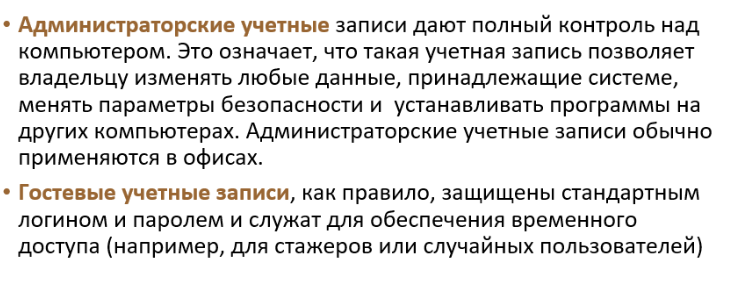 • Административные учетные записи дают полный контроль над
компьютером. Это означает, что такая учетная запись позволяет
владельцу изменять любые данные, принадлежащие системе,
менять параметры безопасности и  устанавливать программы на
других компьютерах. Администраторские учетные записи обычно
применяются в офисах.
• Гостевые учетные записи, как правило, защищены стандартным
логином и паролем и служат для обеспечения временного
доступа (например, для стажеров или случайных пользователей)